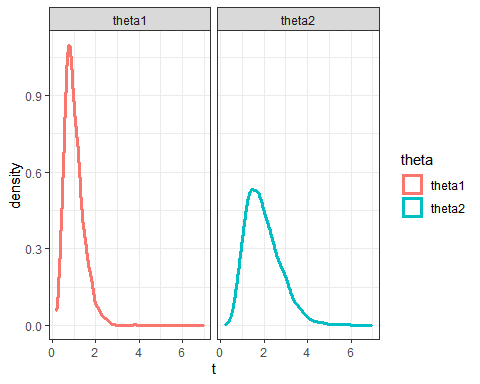 theta1 theta2
0.9
0.6
0.3
0.0
density
0 2 4 6 0 2 4 6
t
theta
theta1
theta2